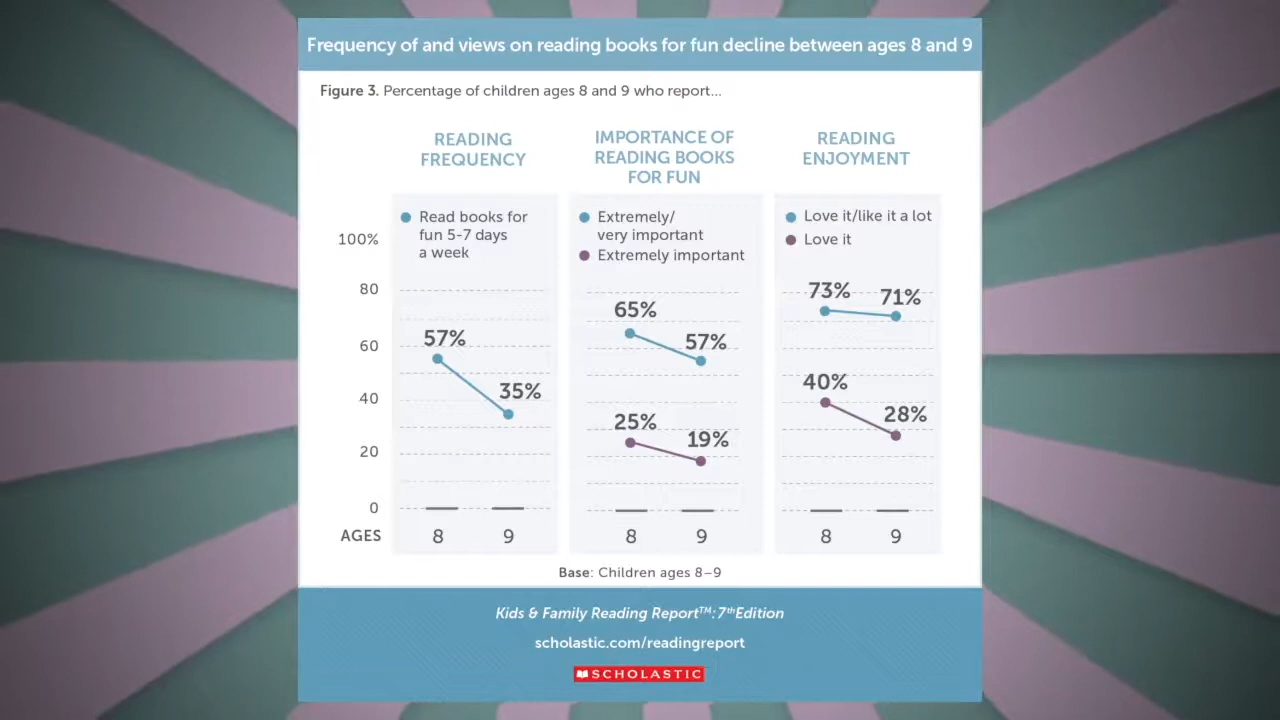 Frequency of and views on reading books for fun decline between ages 8 and 9
Figure 3. Percentage of children ages 8 and 9 who report...
READING
FREQUENCY
IMPORTANCE OF
READING BOOKS
FOR FUN
READING
ENJOYMENT
Read books for
fun 5-7 days
a week
Extremely/
very important
Extremely important
Love it/like it a lot
Love it
100%
80
60
40
20
0
57%
35%
65%
57%
25%
19%
73%
71%
40%
28%
AGES 8 9 8 9 8 9
Base: Children ages 8–9
Kids & Family Reading Report™: 7th Edition
scholastic.com/readingreport
SCHOLASTIC